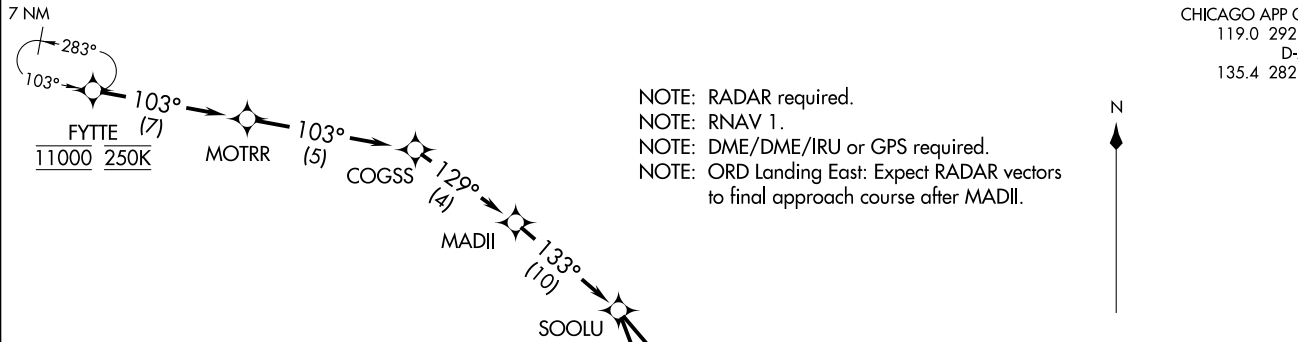 7 NM
283°
103°
103°
(7)
FYTTE
11000 250K
MOTRR
103°
(5)
COGSS
129°
(4)
MADII
133°
(10)
SOOLU
NOTE: RADAR required.
NOTE: RNAV 1.
NOTE: DME/DME/IRU or GPS required.
NOTE: ORD Landing East: Expect RADAR vectors
to final approach course after MADII.
N
CHICAGO APP
119.0 292
D-
135.4 282